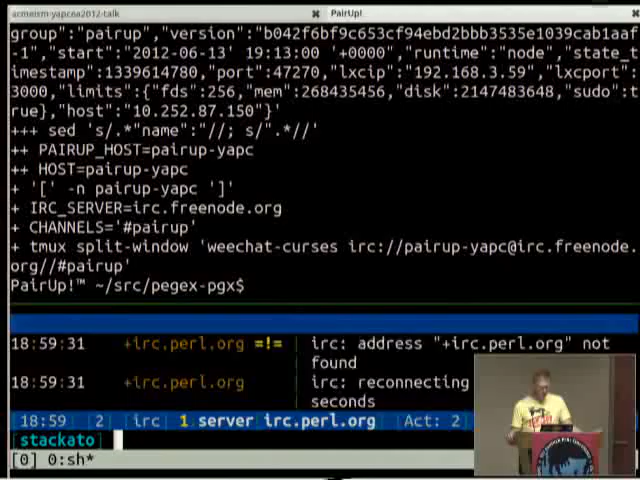 acmeism-yapcna2012-talk
PairUp!
group":"pairup","version":"b042f6bf9c653cf94ebd2bbb3535e1039cab1aaf
-1","start":"2012-06-13 19:13:00 '+0000","runtime":"node","state_t
imestamp":1339614780,"port":47270,"lxcip":"192.168.3.59","lxcport":
3000,"limits":{"fds":256,"mem":268435456,"disk":2147483648,"sudo":t
rue},"host":"10.252.87.150"}'
+++ sed 's/.*"name":"//; s/".*//'
++ PAIRUP_HOST=pairup-yapc
++ HOST=pairup-yapc
+ '[' -n pairup-yapc ']'
+ IRC_SERVER=irc.freenode.org
+ CHANNELS='#pairup'
+ tmux split-window 'weechat-curses irc://pairup-yapc@irc.freenode.
org//#pairup'
PairUp!™ ~/src/pegex-pgx$
18:59:31 +irc.perl.org =!= | irc: address "+irc.perl.org" not
found
18:59:31 +irc.perl.org | irc: reconnecting
seconds
18:59 2 irc 1 server irc.perl.org Act: 2
[stackato]
[0] 0:sh*